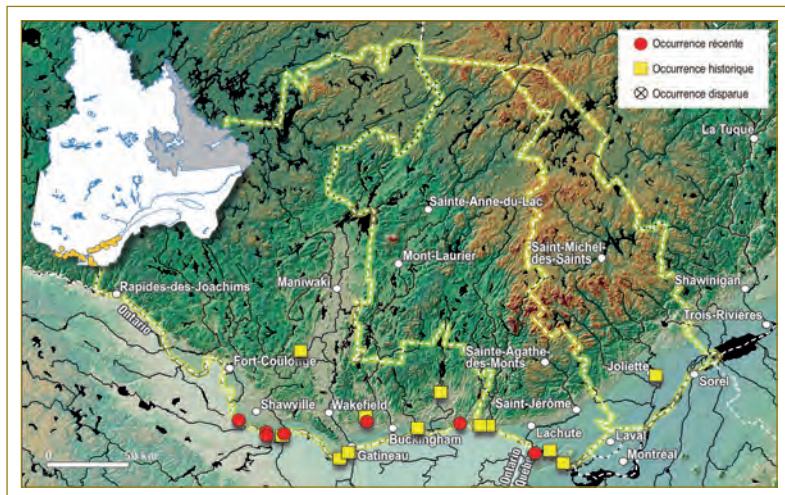 Occurrence récente
Occurrence historique
Occurrence disparue
La Tuque
Sainte-Anne-du-Lac
Saint-Michel-
des-Saints
Mont-Laurier
Maniwaki
Rapides-des-Joachims
Shawinigan
Ontario
Trois-Rivières
Fort-Coulonge
Sainte-Agathe-
des-Monts
Joliette
Sorel
Shawville
Wakefield
Saint-Jérôme
Buckingham
Lachute
Laval
Gatineau
Montréal
Ontario
Québec
0 50 km